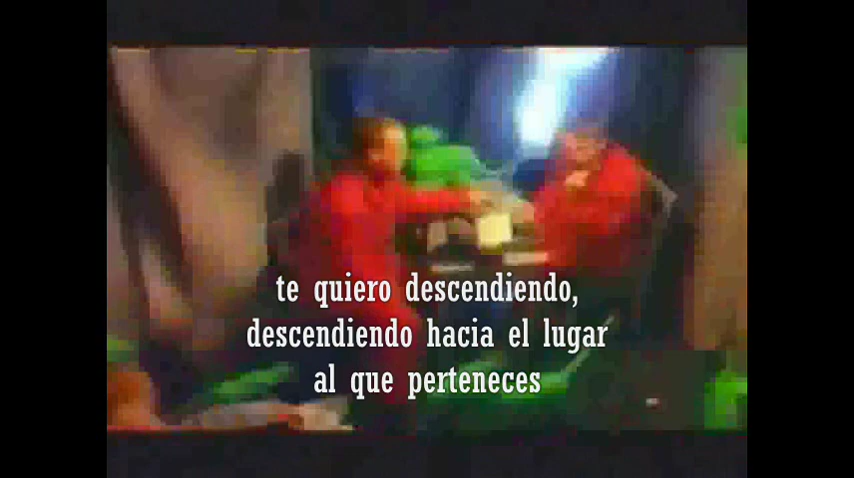 te quiero descendiendo,
descendiendo hacia el lugar
al que perteneces